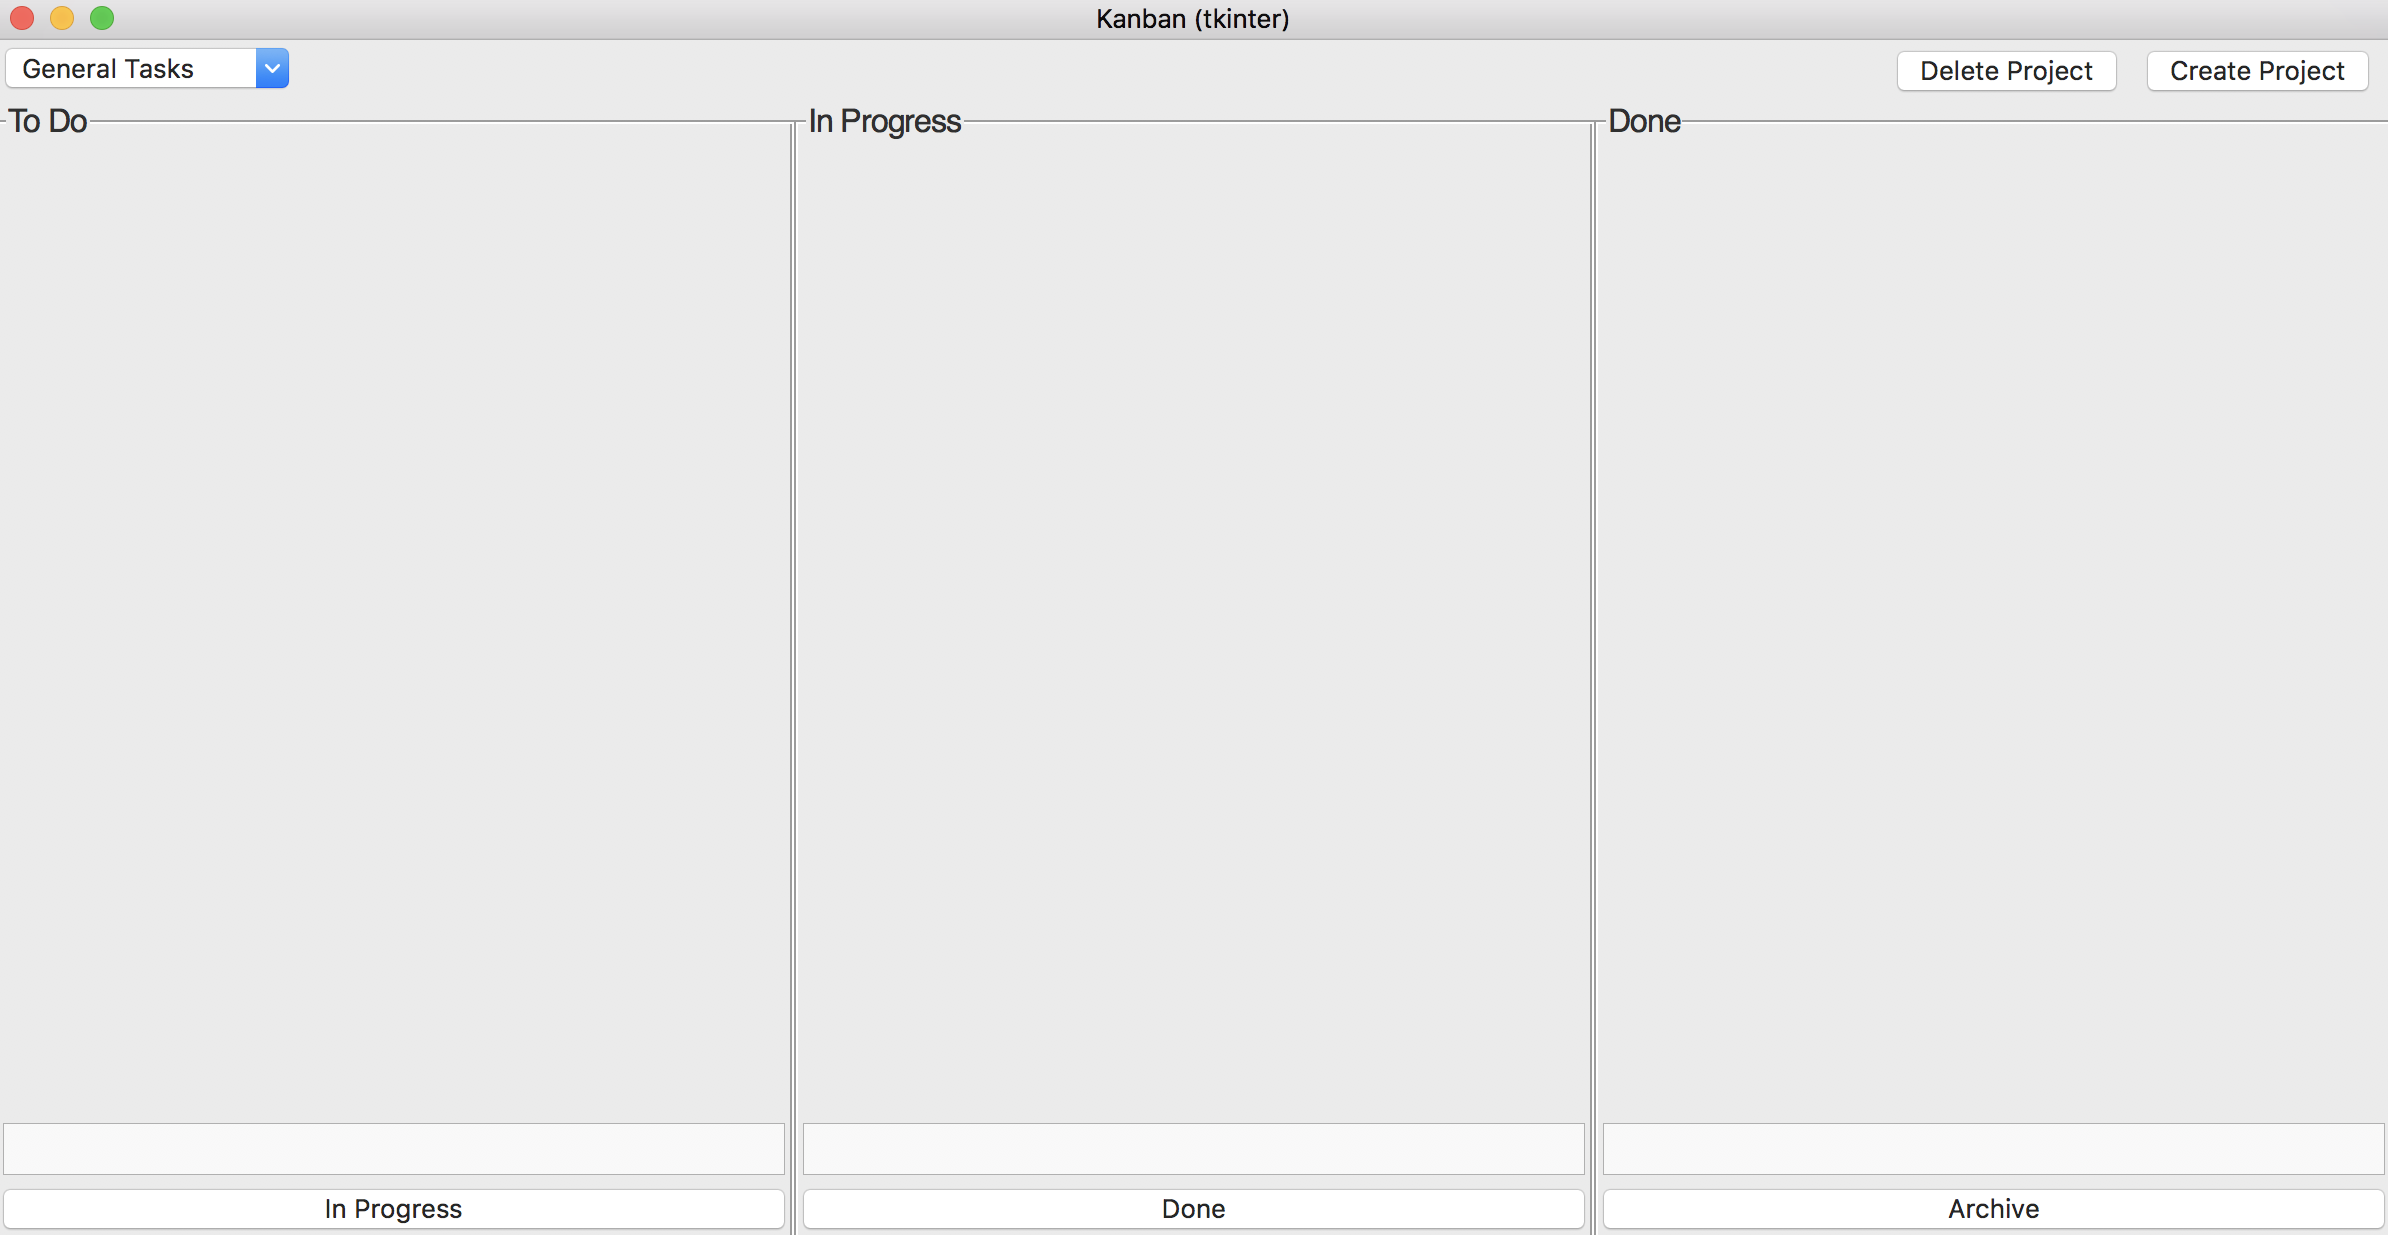 Kanban (tkinter)
General Tasks
Delete Project
Create Project
To Do
In Progress
Done
In Progress
Done
Archive